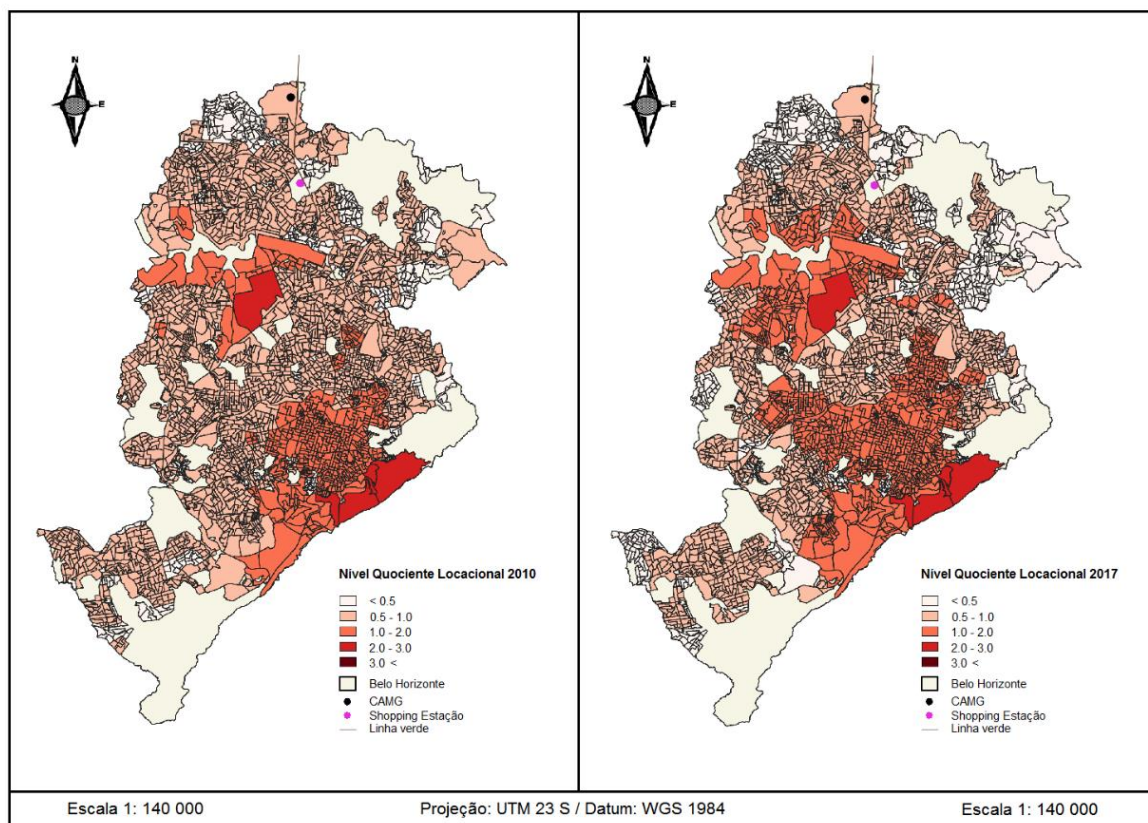 N
E
Nivel Quociente Locacional 2010
< 0.5
0.5 - 1.0
1.0 - 2.0
2.0 - 3.0
3.0 <
Belo Horizonte
CAMG
Shopping Estação
Linha verde
N
E
Nivel Quociente Locacional 2017
< 0.5
0.5 - 1.0
1.0 - 2.0
2.0 - 3.0
3.0 <
Belo Horizonte
CAMG
Shopping Estação
Linha verde
Escala 1: 140 000
Projeção: UTM 23 S / Datum: WGS 1984
Escala 1: 140 000